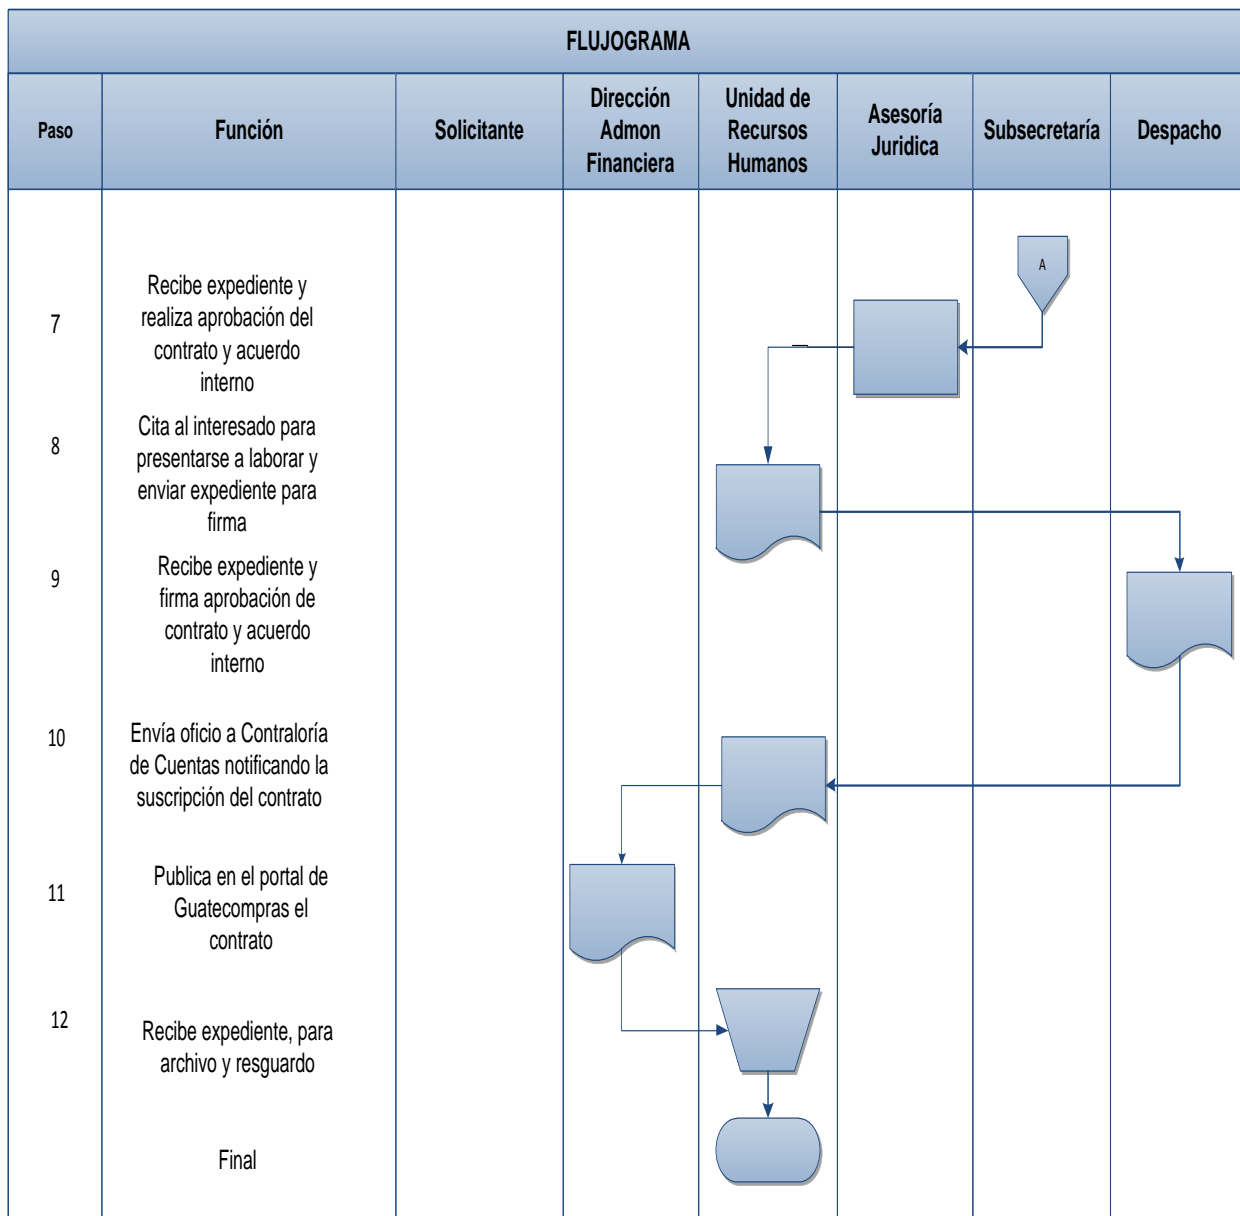 FLUJOGRAMA
Paso
Función
Solicitante
Dirección
Admon
Financiera
Unidad de
Recursos
Humanos
Asesoría
Juridica
Subsecretaría
Despacho
A
7
Recibe expediente y
realiza aprobación del
contrato y acuerdo
interno
8
Cita al interesado para
presentarse a laborar y
enviar expediente para
firma
9
Recibe expediente y
firma aprobación de
contrato y acuerdo
interno
10
Envía oficio a Contraloría
de Cuentas notificando la
suscripción del contrato
11
Publica en el portal de
Guatecompras el
contrato
12
Recibe expediente, para
archivo y resguardo
Final